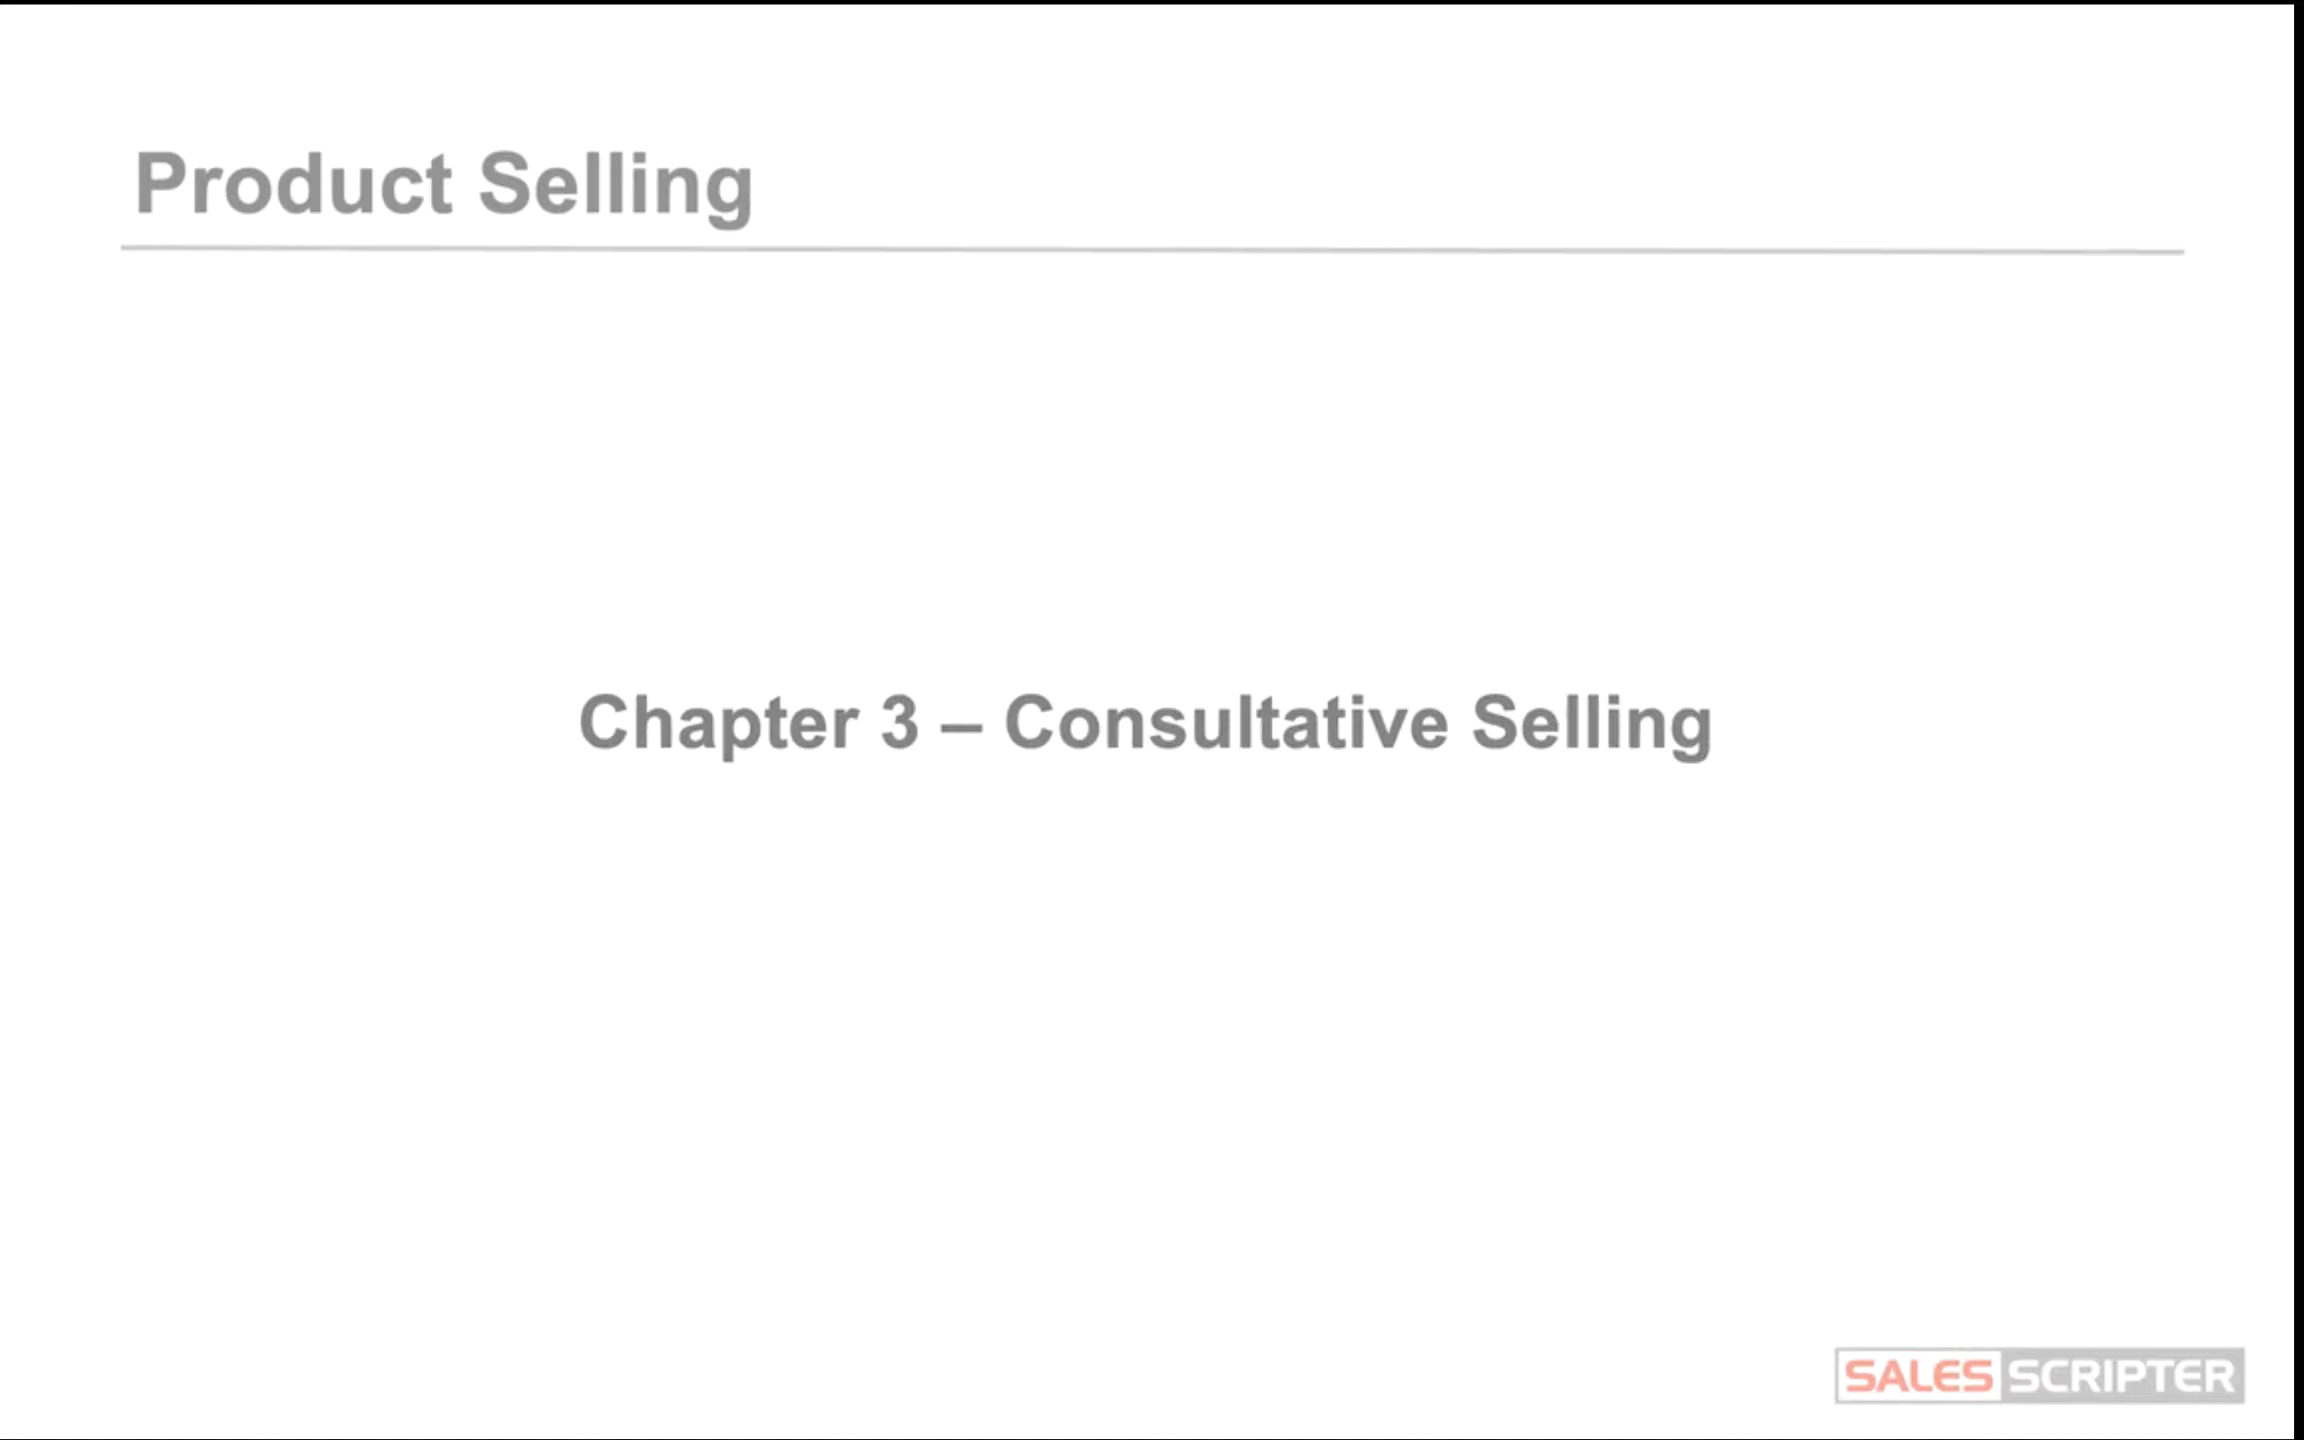 Product Selling
Chapter 3 – Consultative Selling
SALES SCRIPTER